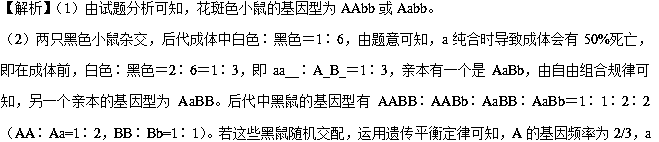 【解析】（1）由试题分析可知，花斑色小鼠的基因型为 AAbb 或 Aabb。
（2）两只黑色小鼠杂交，后代成体中白色：黑色＝1：6，由题意可知，a 纯合时导致成体会有 50%死亡，
即在成体前，白色：黑色＝2：6＝1：3，即 aa__：A_B_＝1：3，亲本有一个是 AaBb，由自由组合规律可
知，另一个亲本的基因型为 AaBB。后代中黑鼠的基因型有 AABB：AABb：AaBB：AaBb＝1：1：2：2
（AA：Aa=1：2，BB：Bb=1：1）。若这些黑鼠随机交配，运用遗传平衡定律可知，A 的基因频率为 2/3，a